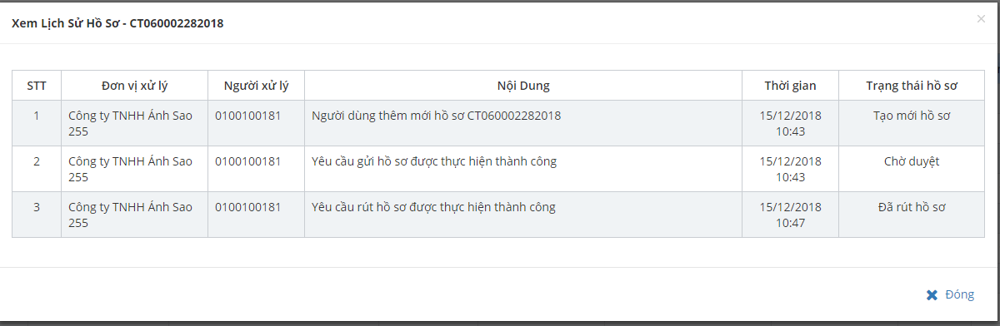 Xem Lịch Sử Hồ Sơ - CT060002282018
×
STT Đơn vị xử lý Người xử lý Nội Dung Thời gian Trạng thái hồ sơ
1 Công ty TNHH Ánh Sao 0100100181 Người dùng thêm mới hồ sơ CT060002282018 15/12/2018 Tạo mới hồ sơ
255 10:43
2 Công ty TNHH Ánh Sao 0100100181 Yêu cầu gửi hồ sơ được thực hiện thành công 15/12/2018 Chờ duyệt
255 10:43
3 Công ty TNHH Ánh Sao 0100100181 Yêu cầu rút hồ sơ được thực hiện thành công 15/12/2018 Đã rút hồ sơ
255 10:47
Đóng